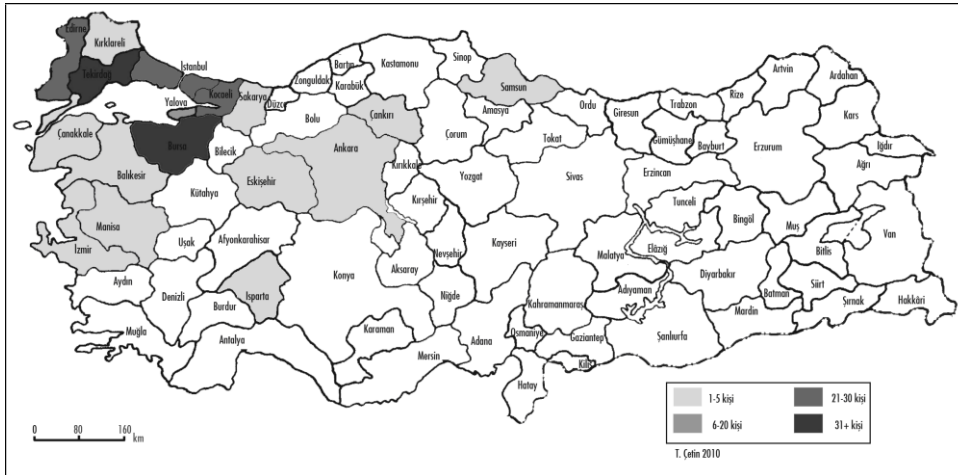 Edirne
Kırklareli
Tekirdağ
İstanbul
Kocaeli
Yalova
Sakarya
Düzce
Zonguldak
Bartın
Karabük
Kastamonu
Sinop
Samsun
Ordu
Giresun
Trabzon
Rize
Artvin
Ardahan
Kars
Iğdır
Ağrı
Çanakkale
Balıkesir
Bursa
Bilecik
Bolu
Çankırı
Ankara
Kırıkkale
Çorum
Amasya
Tokat
Gümüşhane
Bayburt
Erzurum
Erzincan
Eskişehir
Kütahya
Yozgat
Sivas
Kırşehir
Tunceli
Bingöl
Muş
Van
Bitlis
Manisa
İzmir
Uşak
Afyonkarahisar
Konya
Aksaray
Nevşehir
Kayseri
Malatya
Elâzığ
Diyarbakır
Batman
Siirt
Şırnak
Hakkâri
Aydın
Denizli
Isparta
Burdur
Niğde
Kahramanmaraş
Adıyaman
Mardin
Şanlıurfa
Muğla
Antalya
Karaman
Mersin
Adana
Osmaniye
Gaziantep
Kilis
Hatay
1-5 kişi
21-30 kişi
6-20 kişi
31+ kişi
T. Çetin 2010
0 80 160
km